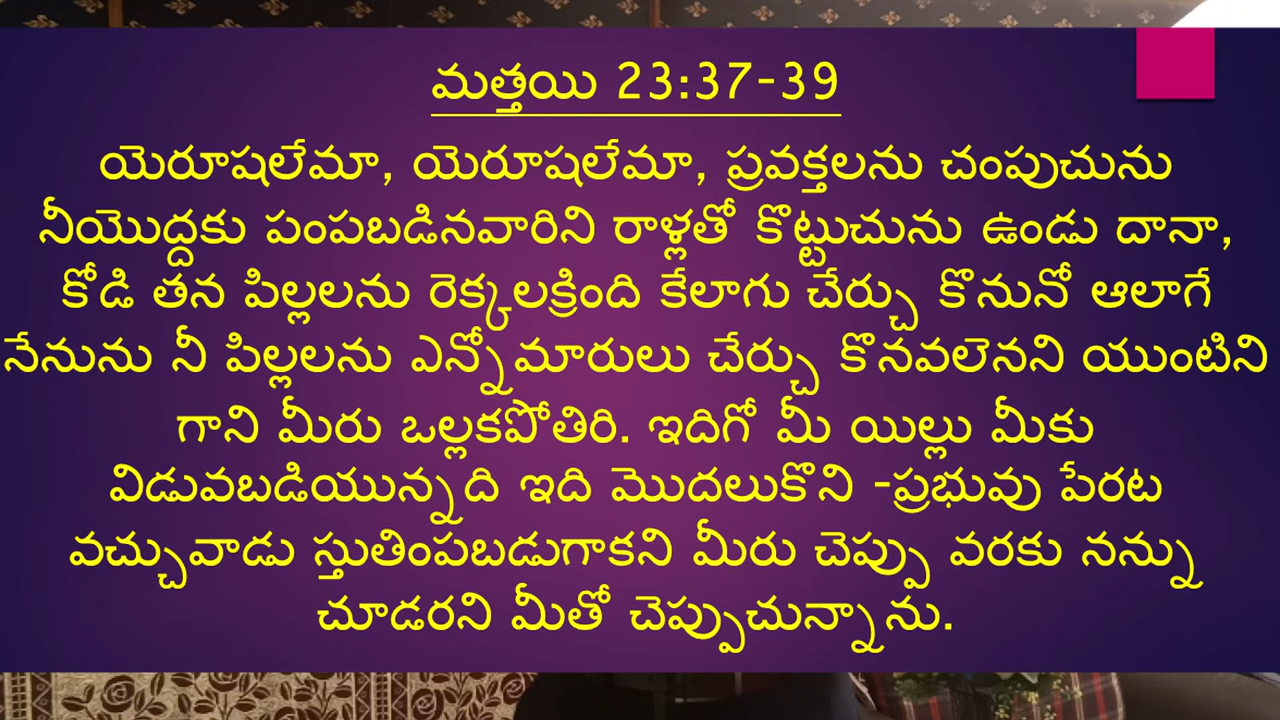 మత్తయి 23:37-39
యెరూషలేమా, యెరూషలేమా, ప్రవక్తలను చంపుచును
నీయొద్దకు పంపబడినవారిని రాళ్లతో కొట్టుచును ఉండు దానా,
కోడి తన పిల్లలను రెక్కలక్రింది కేలాగు చేర్చు కొనునో ఆలాగే
నేనును నీ పిల్లలను ఎన్నోమారులు చేర్చు కొనవలెనని యుంటిని
గాని మీరు ఒల్లకపోతిరి. ఇదిగో మీ యిల్లు మీకు
విడువబడియున్నది ఇది మొదలుకొని -ప్రభువు పేరట
వచ్చువాడు స్తుతింపబడుగాకని మీరు చెప్పు వరకు నన్ను
చూడరని మీతో చెప్పుచున్నాను.